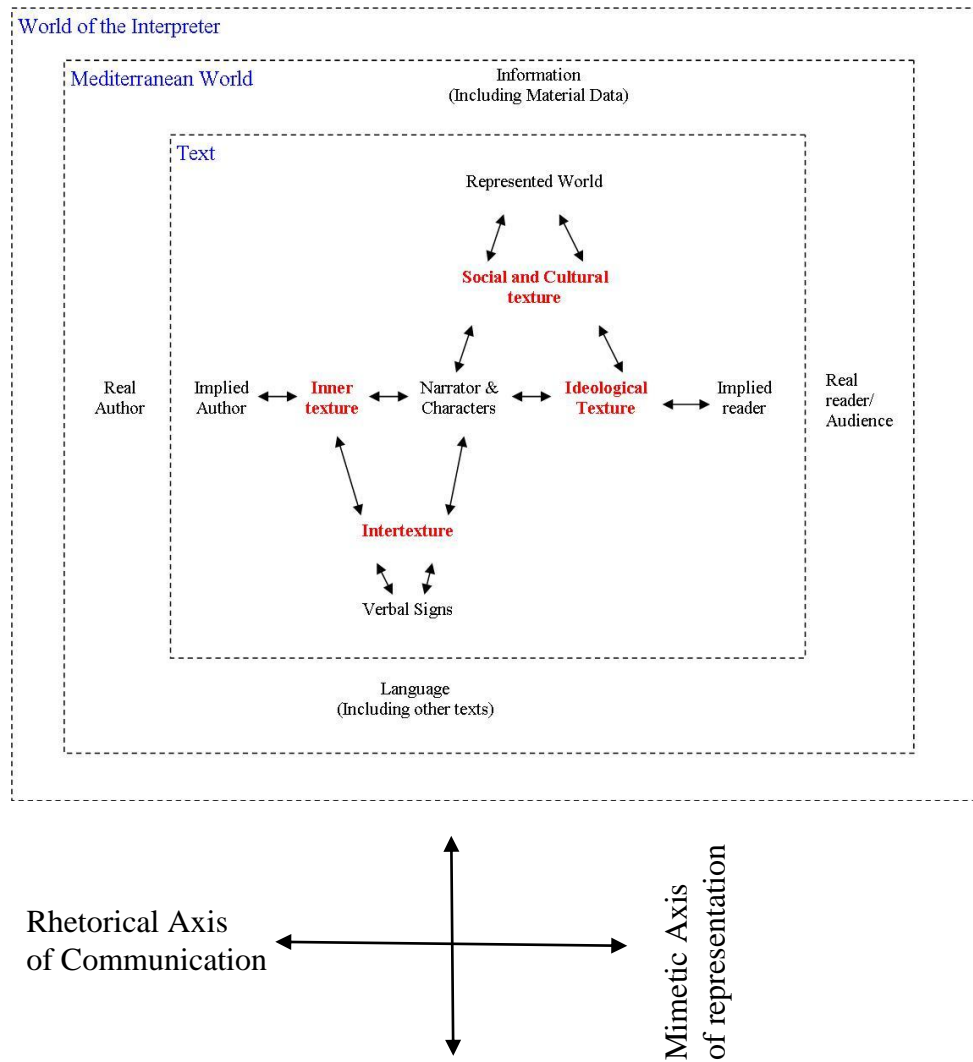 World of the Interpreter
Mediterranean World
Information
(Including Material Data)
Text
Represented World
Social and Cultural
texture
Real
Author
Implied
Author
Inner
texture
Narrator &
Characters
Ideological
Texture
Implied
reader
Real
reader/
Audience
Intertexture
Verbal Signs
Language
(Including other texts)
Rhetorical Axis
of Communication
Mimetic Axis
of representation